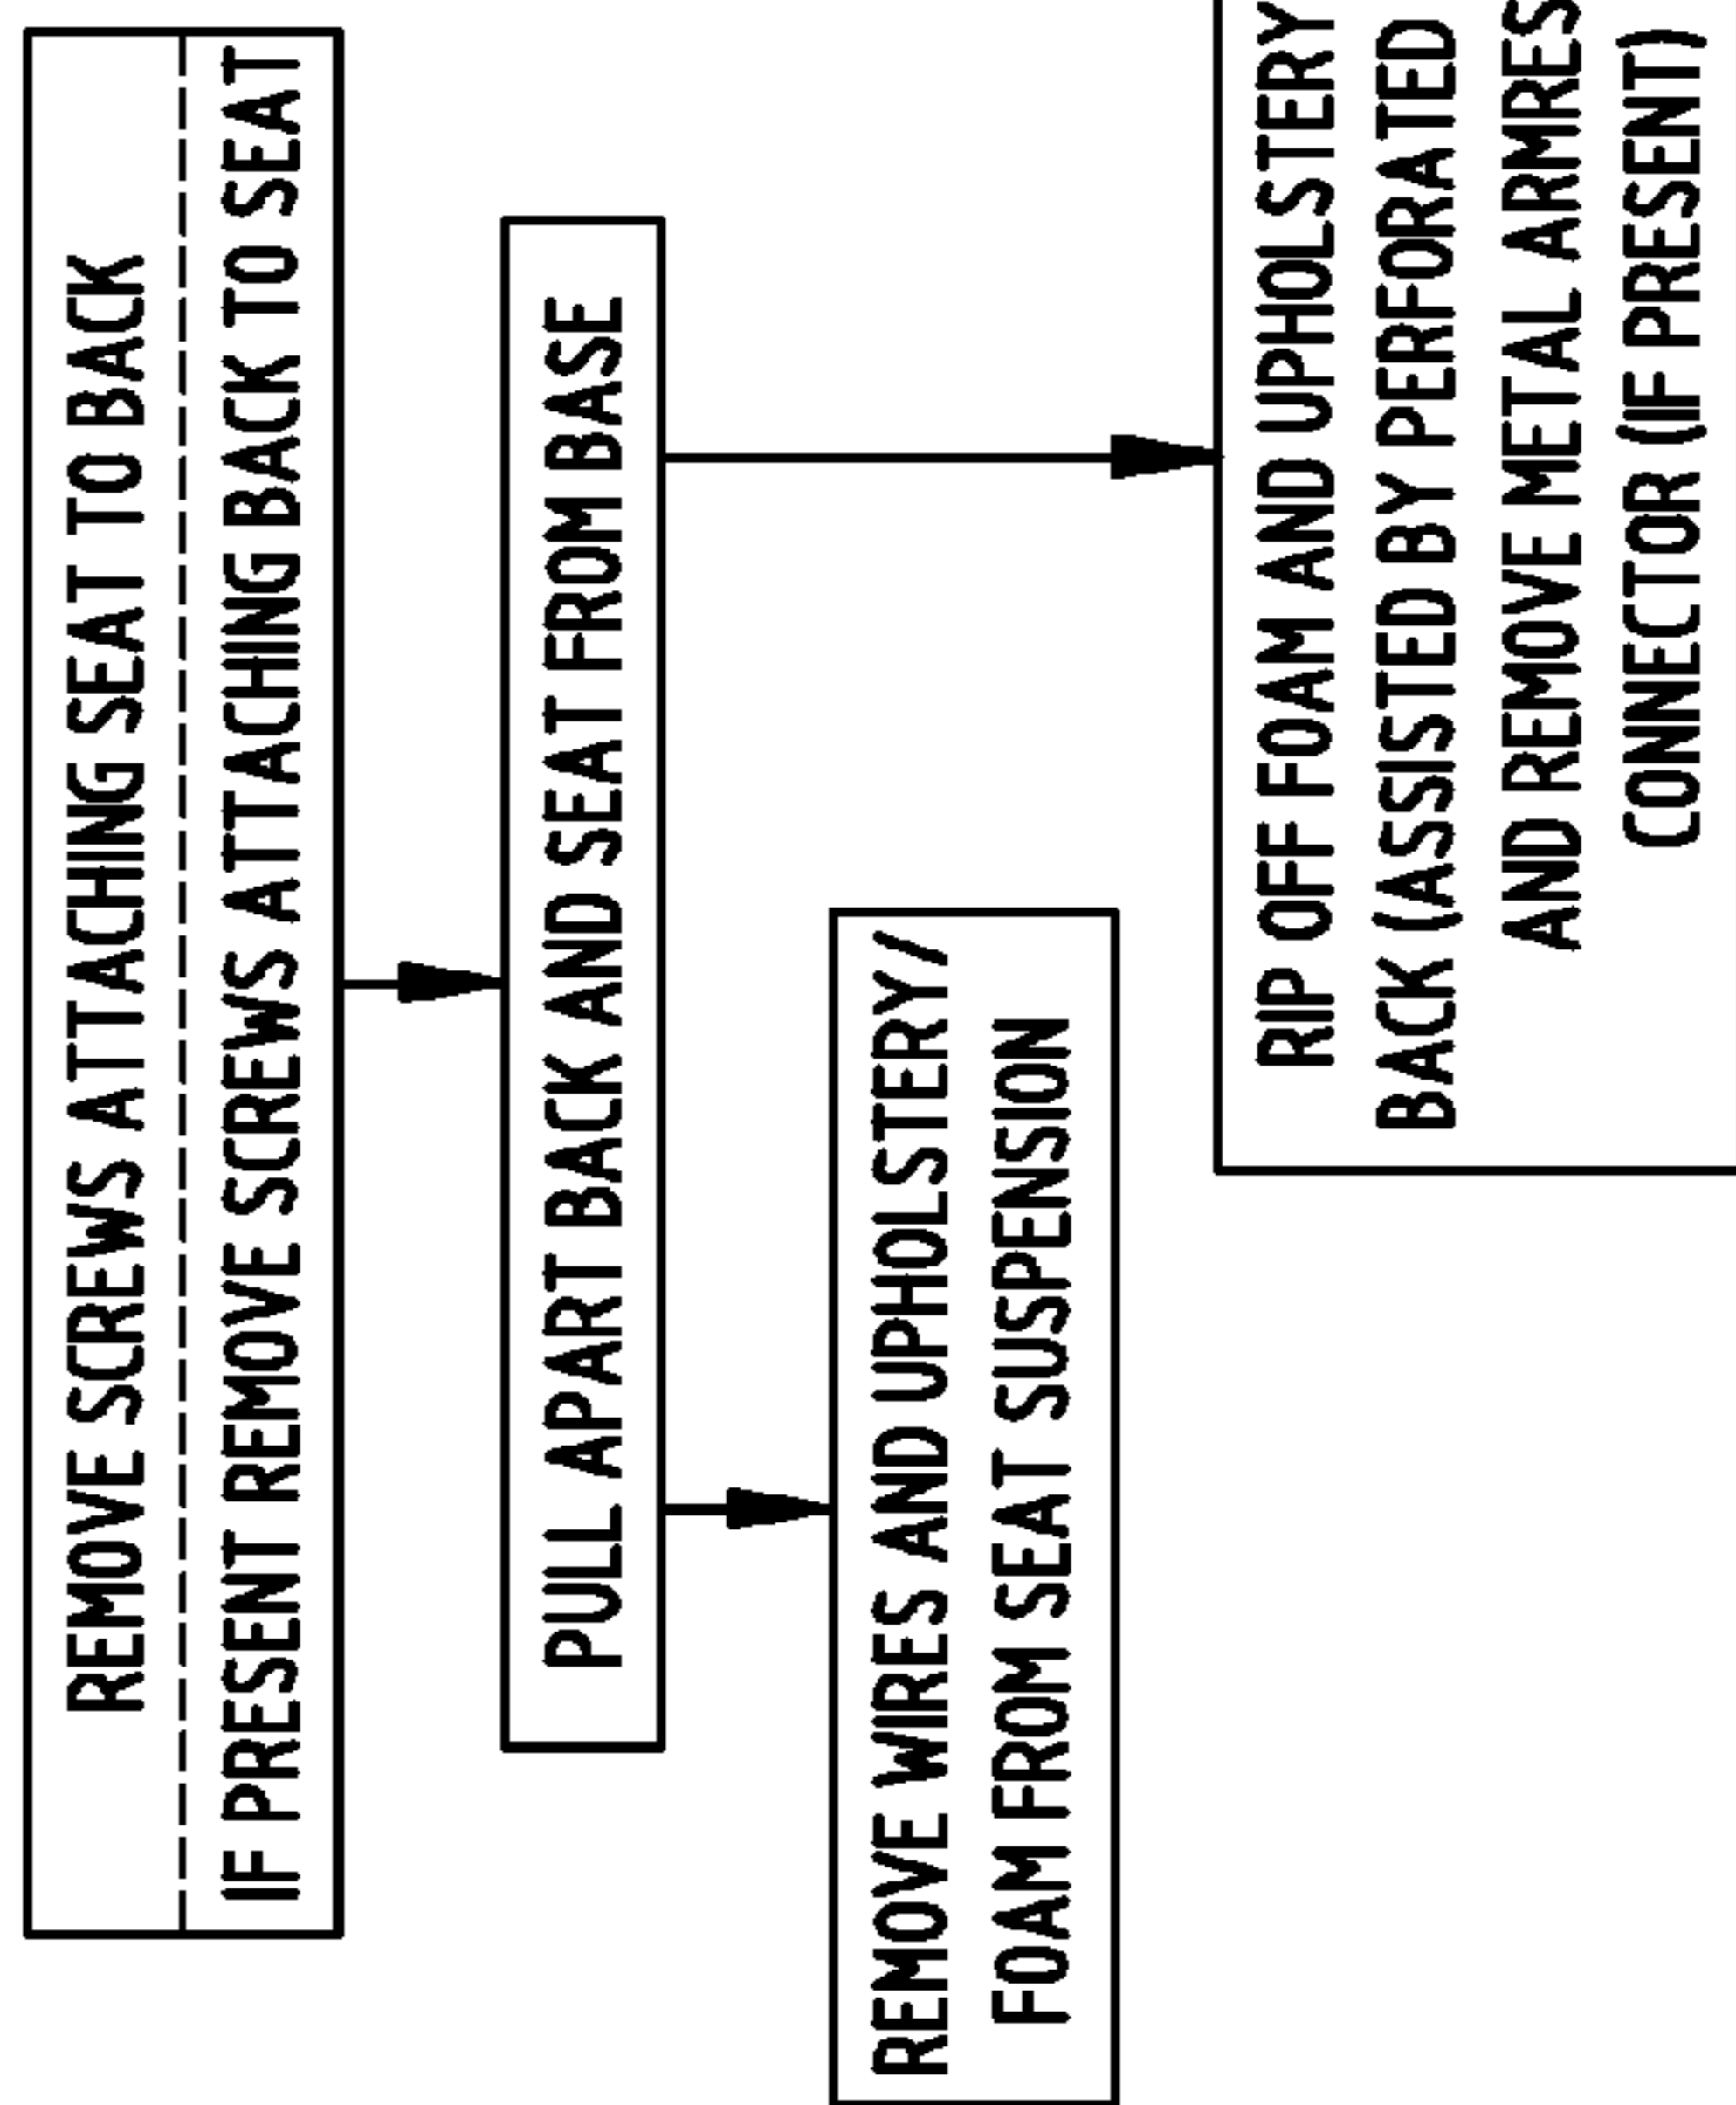 REMOVE SCREWS ATTACHING SEAT TO BACK
IF PRESENT REMOVE SCREWS ATTACHING BACK TO SEAT
PULL APART BACK AND SEAT FROM BASE
REMOVE WIRES AND UPHOLSTERY/
FOAM FROM SEAT SUSPENSION
RIP OFF FOAM AND UPHOLSTERY
BACK (ASSISTED BY PERFORATED
AND REMOVE METAL ARMRES
CONNECTOR (IF PRESENT)